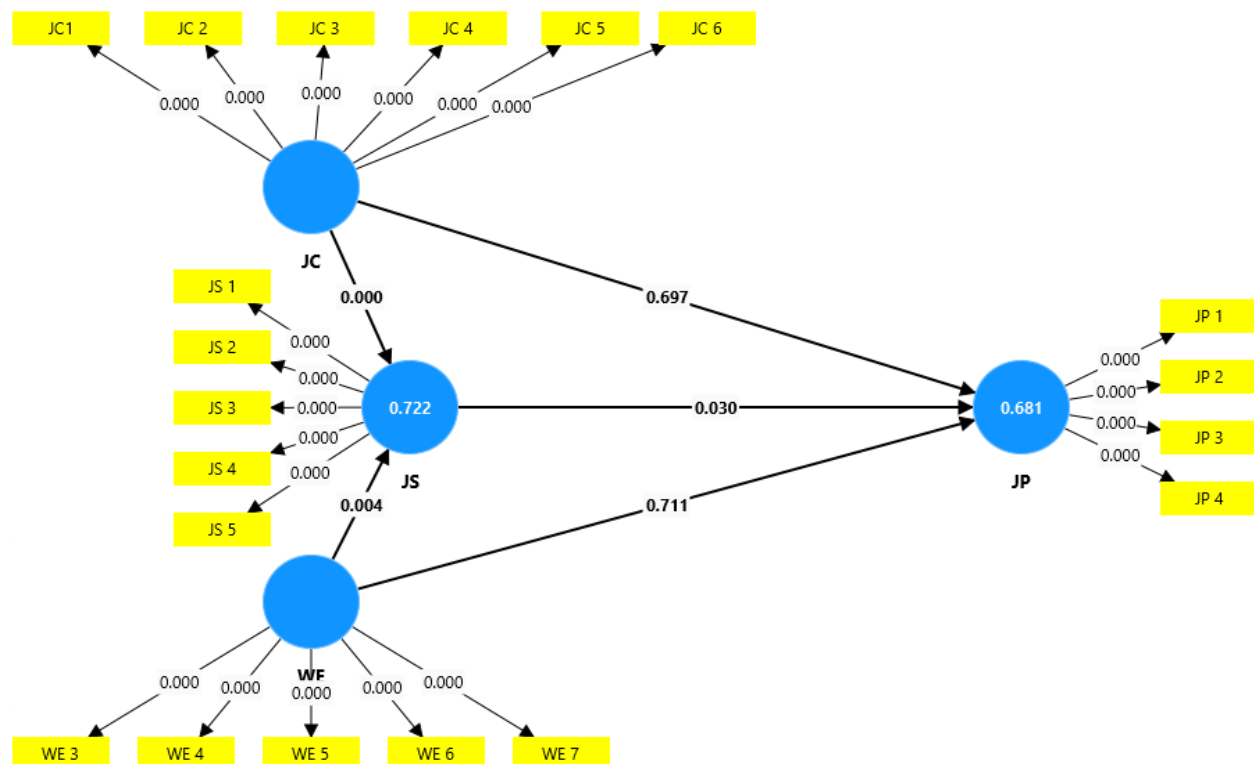 JC1 JC 2 JC 3 JC 4 JC 5 JC 6
0.000 0.000 0.000 0.000 0.000 0.000
JC
JS 1
JS 2
JS 3
JS 4
JS 5
0.000
0.000
0.000
0.000
0.000
0.000
0.722
JS
0.004
0.697
0.030
0.711
0.681
JP
0.000
0.000
0.000
0.000
JP 1
JP 2
JP 3
JP 4
WE
0.000 0.000 0.000 0.000 0.000
WE 3 WE 4 WE 5 WE 6 WE 7